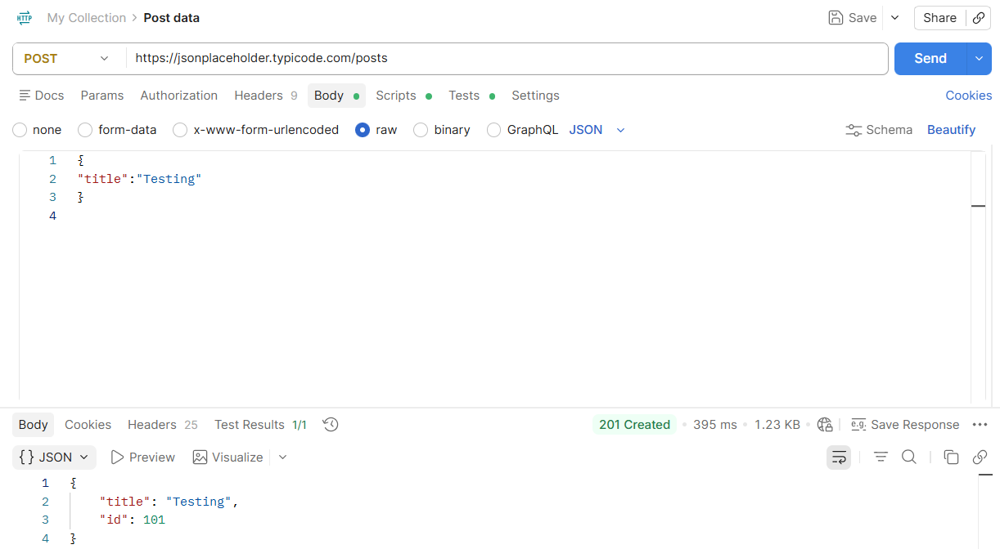 HTTP My Collection > Post data Save Share
POST https://jsonplaceholder.typicode.com/posts Send
Docs Params Authorization Headers 9 Body Scripts Tests Settings Cookies
none form-data x-www-form-urlencoded raw binary GraphQL JSON Schema Beautify
1 {
2 "title":"Testing"
3 }
4
Body Cookies Headers 25 Test Results 1/1 201 Created • 395 ms • 1.23 KB • e.g. Save Response
{} JSON Preview Visualize
1 {
2 "title": "Testing",
3 "id": 101
4 }